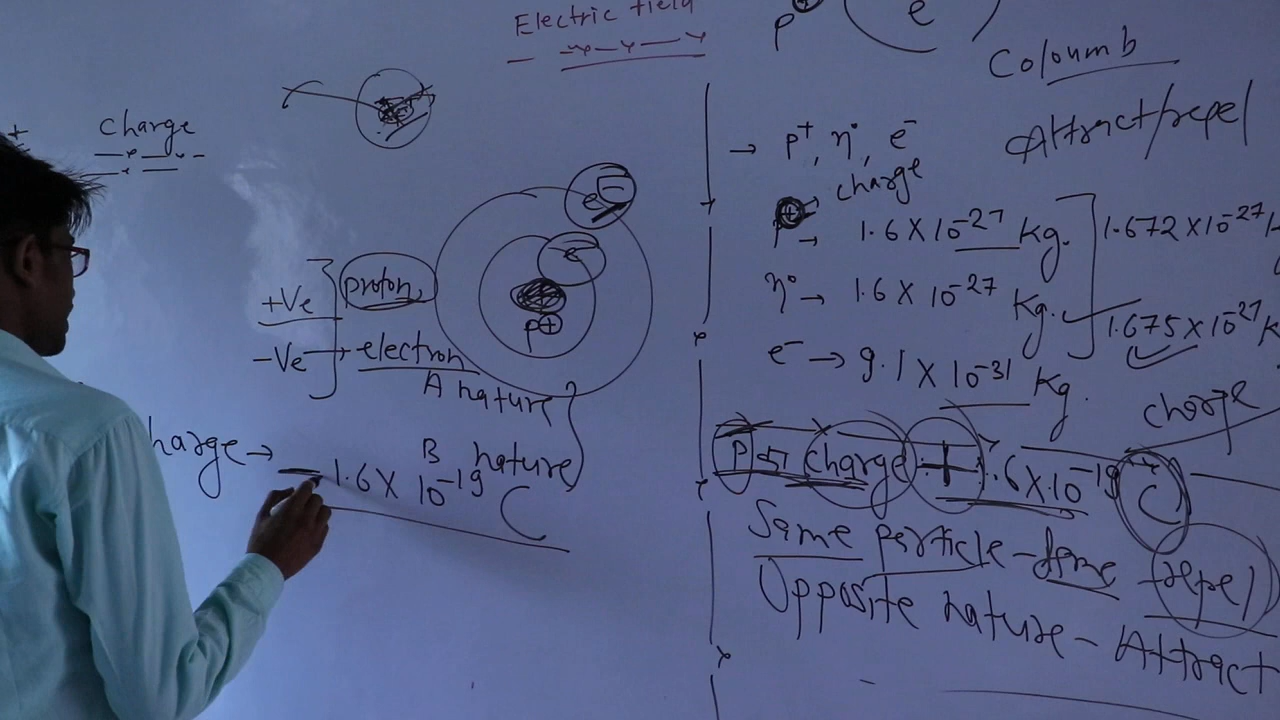 Electric field
P⊕ e
Coloumb
Attract/repel
+
charge
e
e -
e
+Ve proton,
P⊕
-Ve → electron
A nature
harge → -1.6 X 10⁻¹⁹ C
B nature
→ P⁺, η°, e⁻
charge
→ 1.6 X 10⁻²⁷ Kg. 1.672 X 10⁻²⁷ K
η° → 1.6 X 10⁻²⁷ Kg. 1.675 X 10⁻²⁷ K
e⁻ → 9.1 X 10⁻³¹ Kg.
charge
P का charge + 1.6 X 10⁻¹⁹ C
Same particle - repel
Opposite nature - Attract